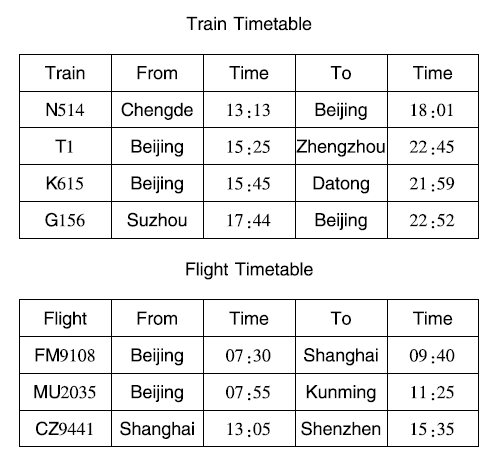 Train Timetable
Train From Time To Time
N514 Chengde 13:13 Beijing 18:01
T1 Beijing 15:25 Zhengzhou 22:45
K615 Beijing 15:45 Datong 21:59
G156 Suzhou 17:44 Beijing 22:52
Flight Timetable
Flight From Time To Time
FM9108 Beijing 07:30 Shanghai 09:40
MU2035 Beijing 07:55 Kunming 11:25
CZ9441 Shanghai 13:05 Shenzhen 15:35